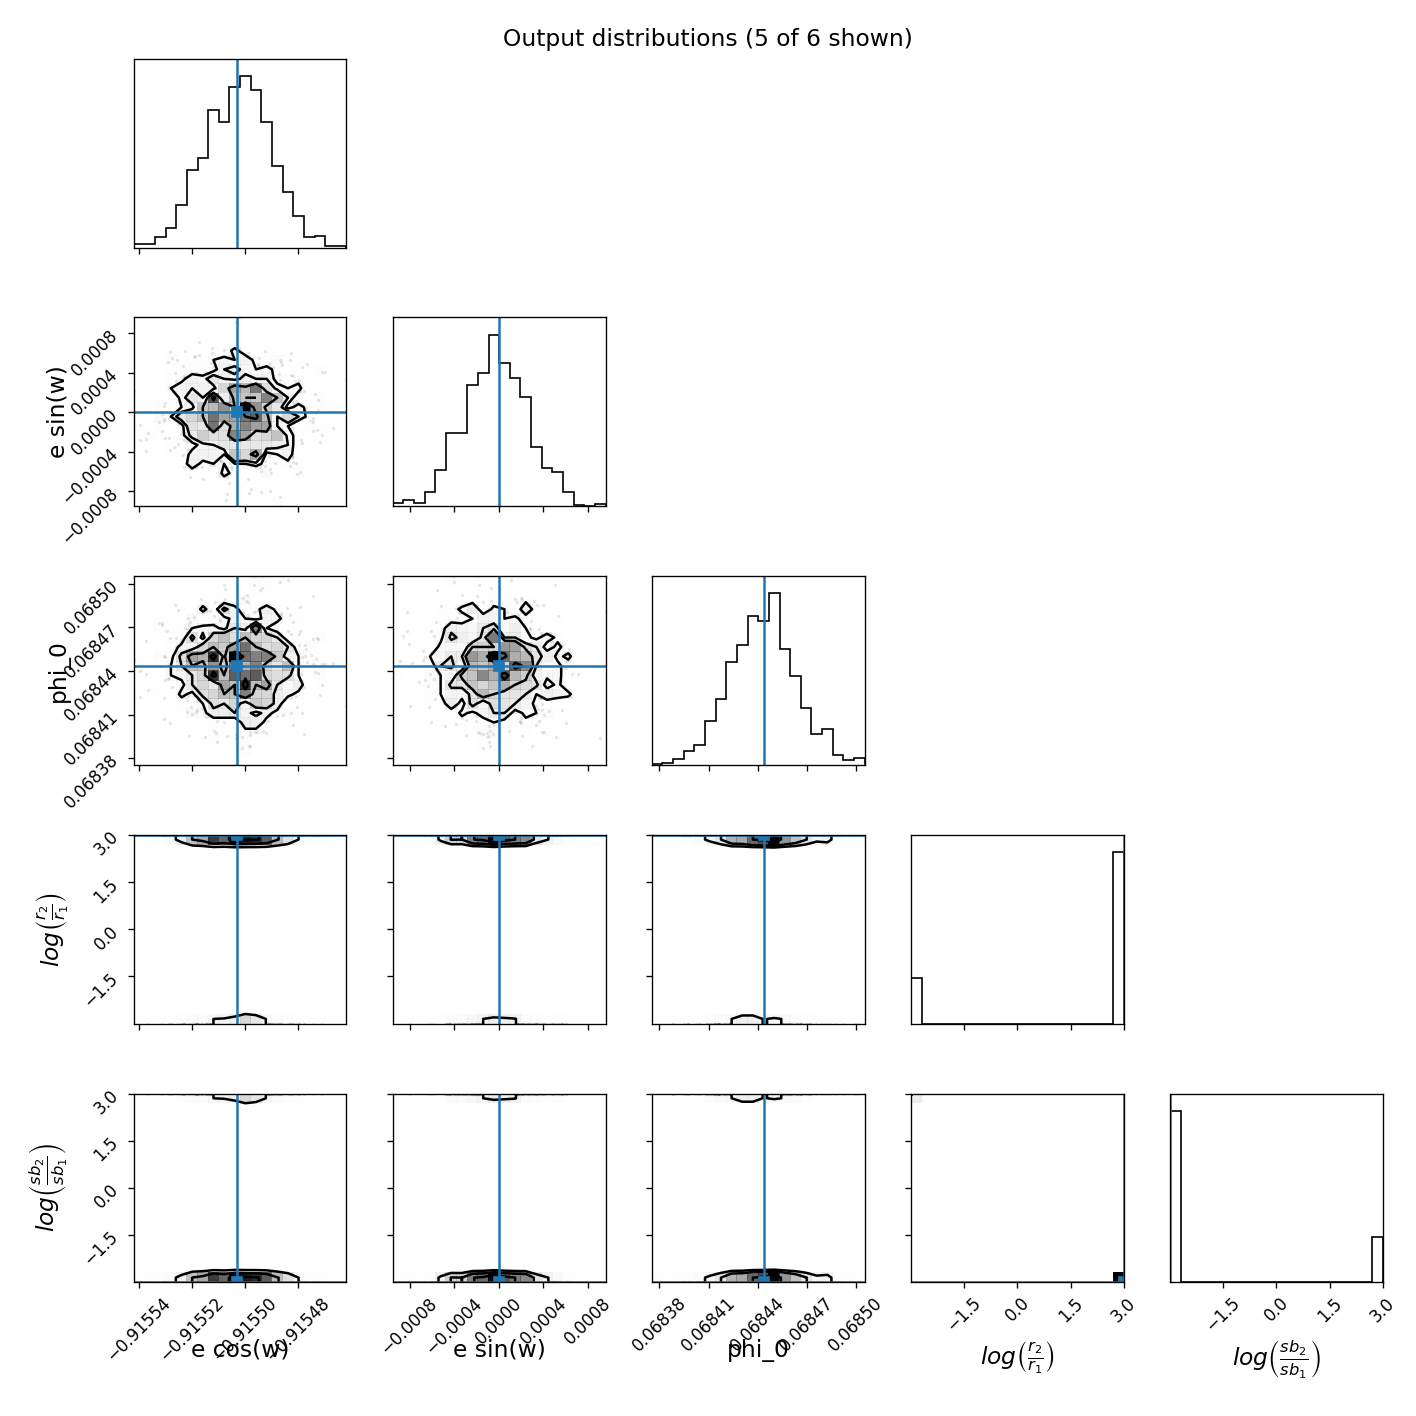 Output distributions (5 of 6 shown)
e sin(w)
0.0008
0.0004
0.0000
−0.0004
−0.0008
phi_0
0.06850
0.06847
0.06844
0.06841
0.06838
log(r2/r1)
3.0
1.5
0.0
−1.5
log(sb2/sb1)
3.0
1.5
0.0
−1.5
−0.91554 −0.91552 −0.91550 −0.91548
−0.0008 −0.0004 0.0000 0.0004 0.0008
0.06838 0.06841 0.06844 0.06847 0.06850
−1.5 0.0 1.5 3.0
−1.5 0.0 1.5 3.0
e cos(w) e sin(w) phi_0 log(r2/r1) log(sb2/sb1)